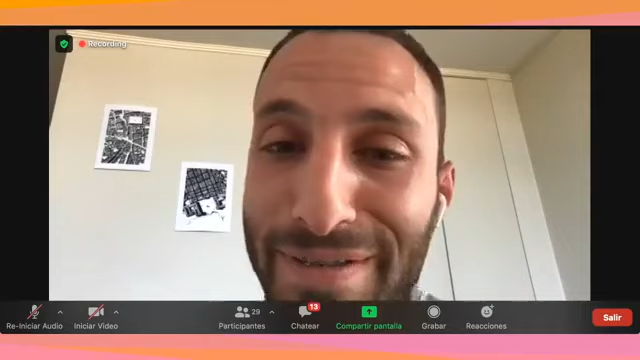 Recording
29
13
Re-Iniciar Audio
Iniciar Video
Participantes
Chatear
Compartir pantalla
Grabar
Reacciones
Salir